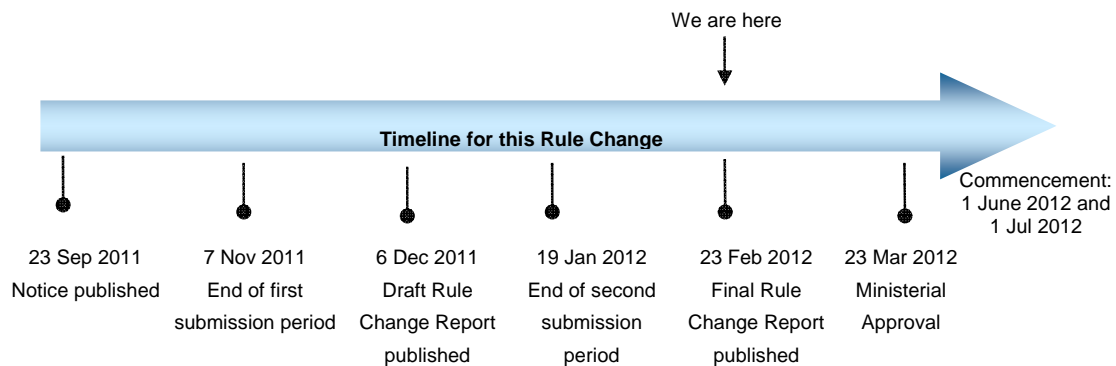 We are here
Timeline for this Rule Change
Commencement:
1 June 2012 and
1 Jul 2012
23 Sep 2011
Notice published
7 Nov 2011
End of first
submission period
6 Dec 2011
Draft Rule
Change Report
published
19 Jan 2012
End of second
submission
period
23 Feb 2012
Final Rule
Change Report
published
23 Mar 2012
Ministerial
Approval